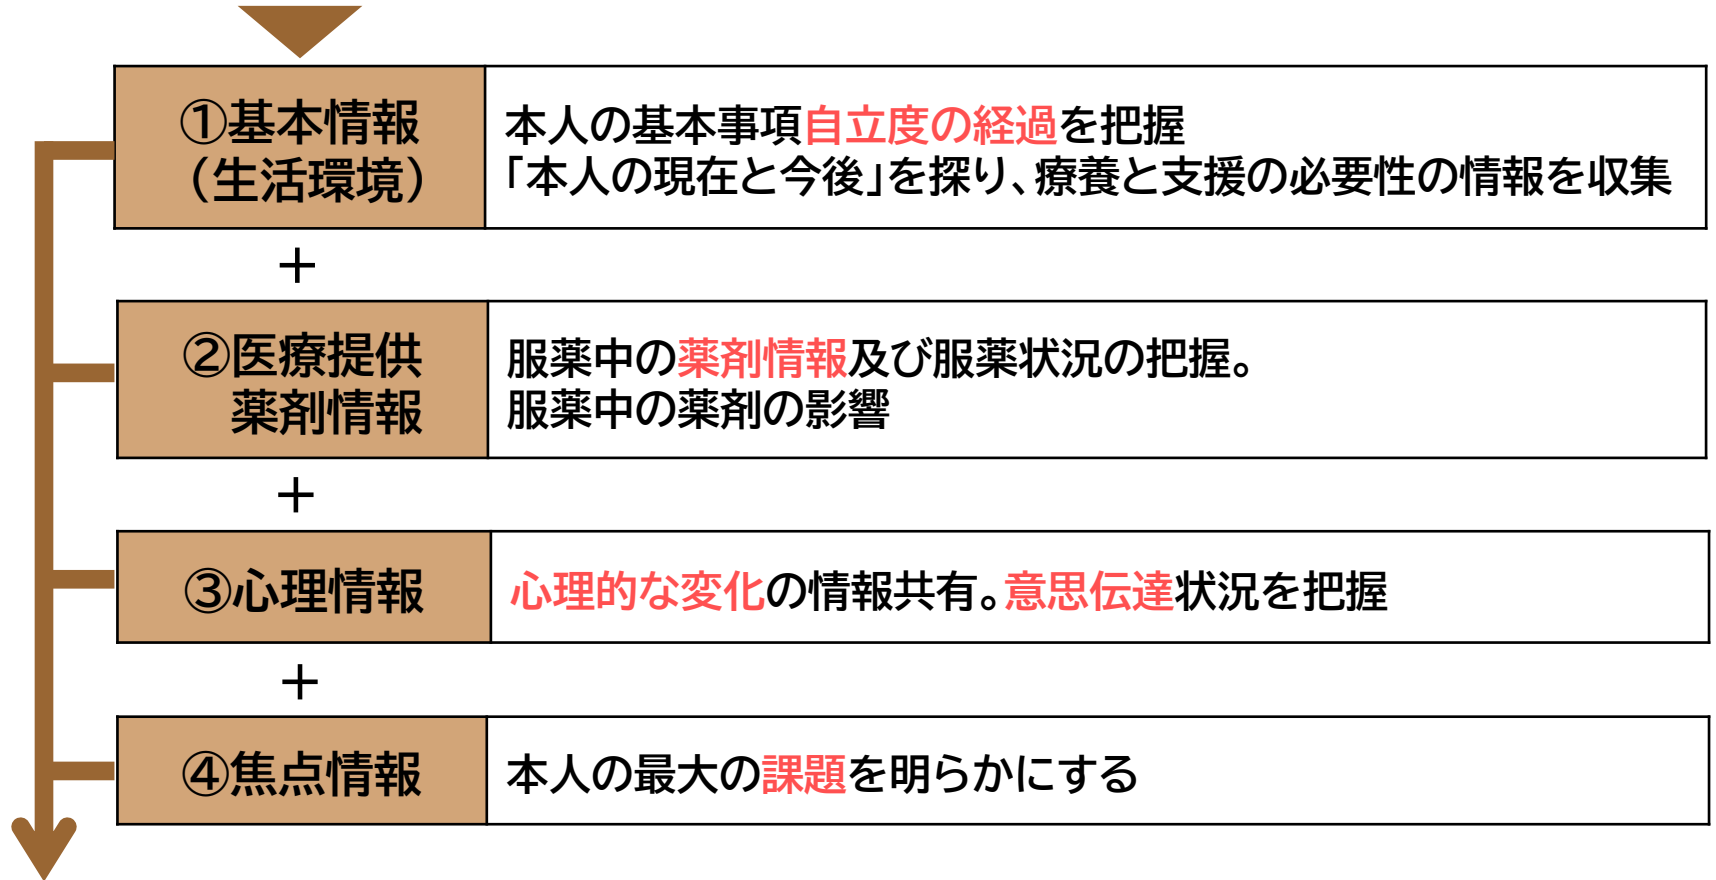 ①基本情報
（生活環境）
本人の基本事項自立度の経過を把握
「本人の現在と今後」を探り、療養と支援の必要性の情報を収集
＋
②医療提供
薬剤情報
服薬中の薬剤情報及び服薬状況の把握。
服薬中の薬剤の影響
＋
③心理情報
心理的な変化の情報共有。意思伝達状況を把握
＋
④焦点情報
本人の最大の課題を明らかにする